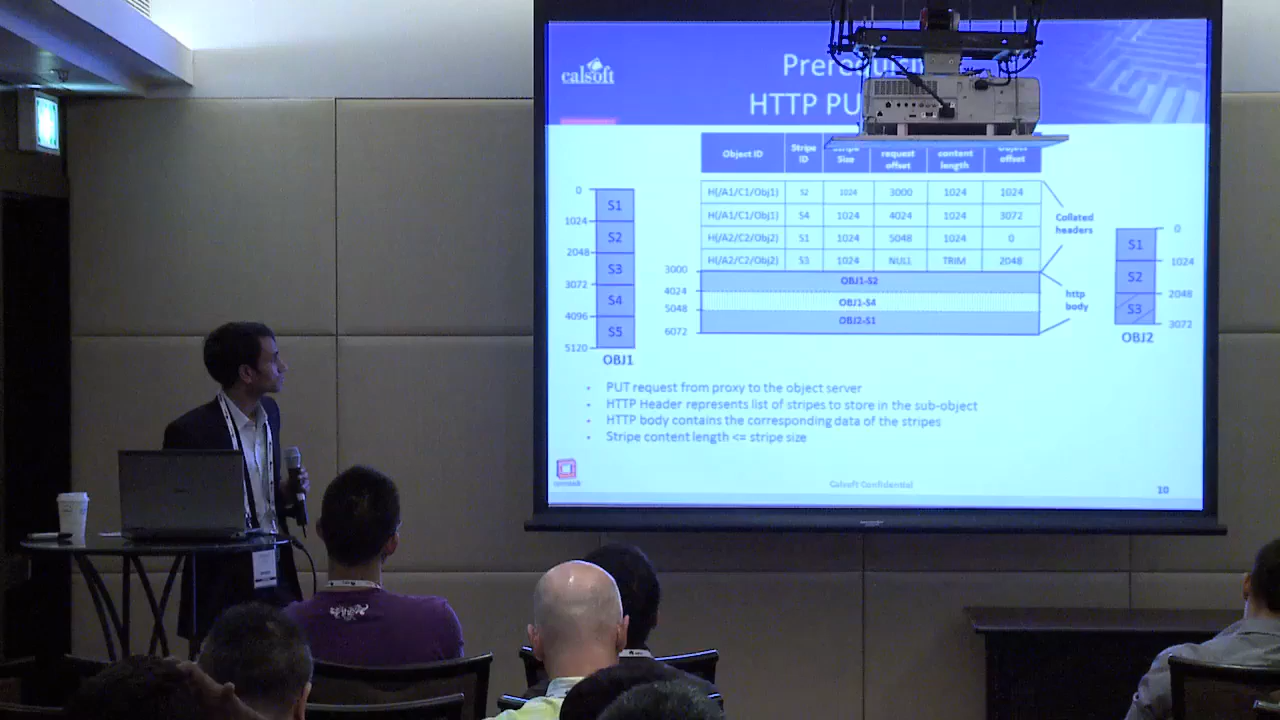 calsoft
HTTP PU
Object ID
Stripe ID
Size
request offset
content length
offset
H(/A1/C1/Obj1) S2 1024 3000 1024 1024
H(/A1/C1/Obj1) S4 1024 4024 1024 3072
H(/A2/C2/Obj2) S1 1024 5048 1024 0
H(/A2/C2/Obj2) S3 1024 NULL TRIM 2048
Collated headers
3000
OBJ1-S2
4024
OBJ1-S4
5048
OBJ2-S1
6072
http body
0
S1
1024
S2
2048
S3
3072
S4
4096
S5
5120
OBJ1
0
S1
1024
S2
2048
S3
3072
OBJ2
• PUT request from proxy to the object server
• HTTP Header represents list of stripes to store in the sub-object
• HTTP body contains the corresponding data of the stripes
• Stripe content length <= stripe size
Calsoft Confidential
10